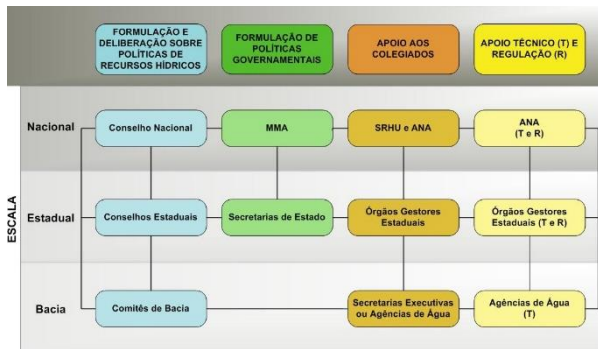 FORMULAÇÃO E
DELIBERAÇÃO SOBRE
POLÍTICAS DE
RECURSOS HÍDRICOS
FORMULAÇÃO DE
POLÍTICAS
GOVERNAMENTAIS
APOIO AOS
COLEGIADOS
APOIO TÉCNICO (T) E
REGULAÇÃO (R)
ESCALA
Nacional
Conselho Nacional
MMA
SRHU e ANA
ANA
(T e R)
Estadual
Conselhos Estaduais
Secretarias de Estado
Órgãos Gestores
Estaduais
Órgãos Gestores
Estaduais (T e R)
Bacia
Comitês de Bacia
Secretarias Executivas
ou Agências de Água
Agências de Água
(T)